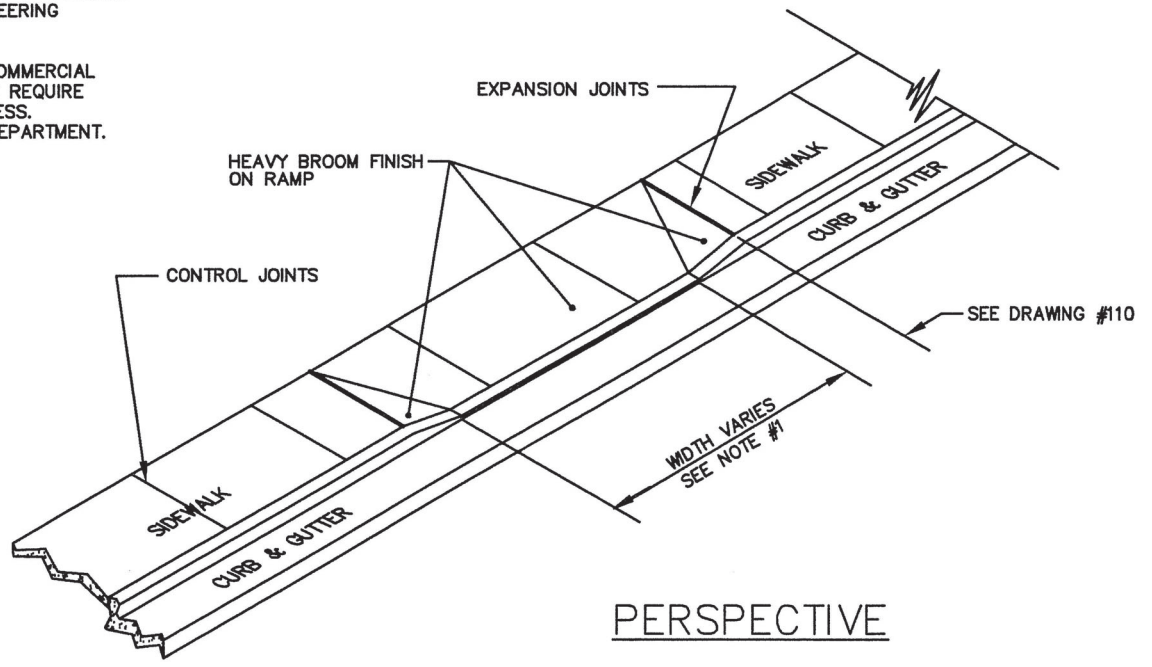 EERING
OMMERCIAL
REQUIRE
ESS.
EPARTMENT.
EXPANSION JOINTS
HEAVY BROOM FINISH
ON RAMP
SIDEWALK
CURB & GUTTER
CONTROL JOINTS
SEE DRAWING #110
WIDTH VARIES
SEE NOTE #1
SIDEWALK
CURB & GUTTER
PERSPECTIVE